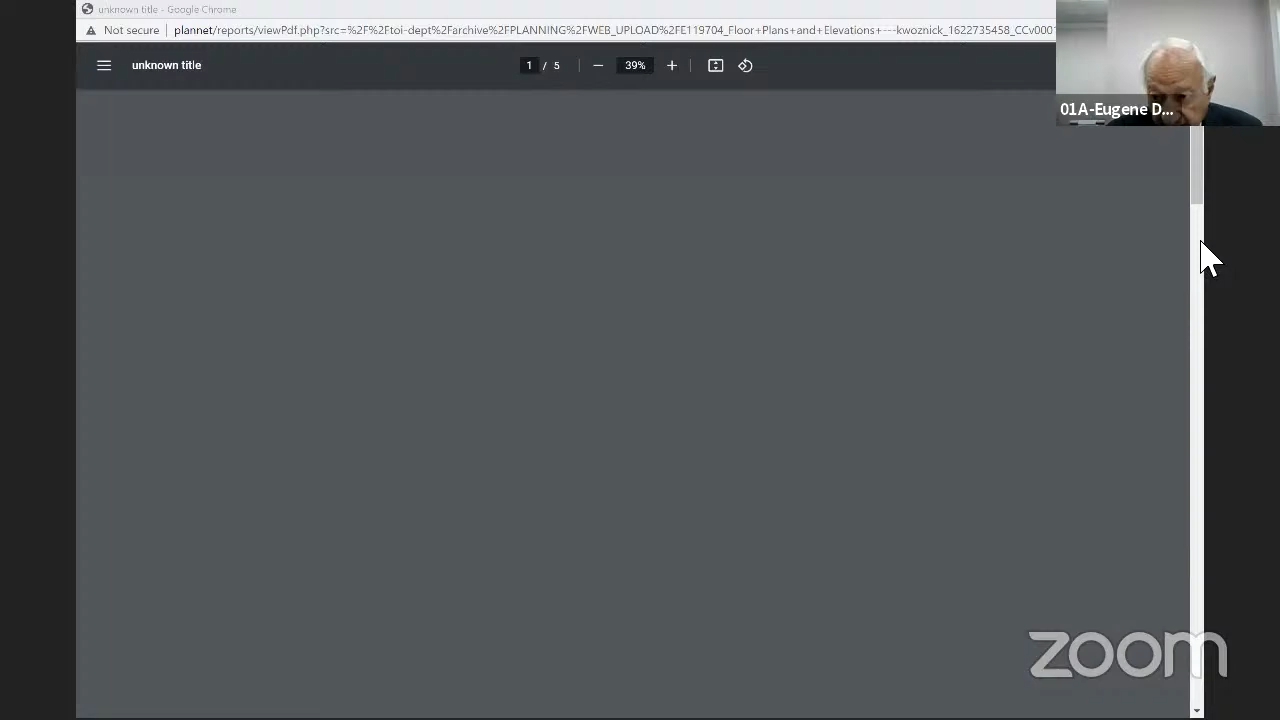 unknown title - Google Chrome
Not secure plannet/reports/viewPdf.php?src=%2F%2Ftoi-dept%2Farchive%2FPLANNING%2FWEB_UPLOAD%2FE119704_Floor+Plans+and+Elevations+---kwoznick_1622735458_CCv0001
unknown title
1 / 5
39%
01A-Eugene D...
zoom